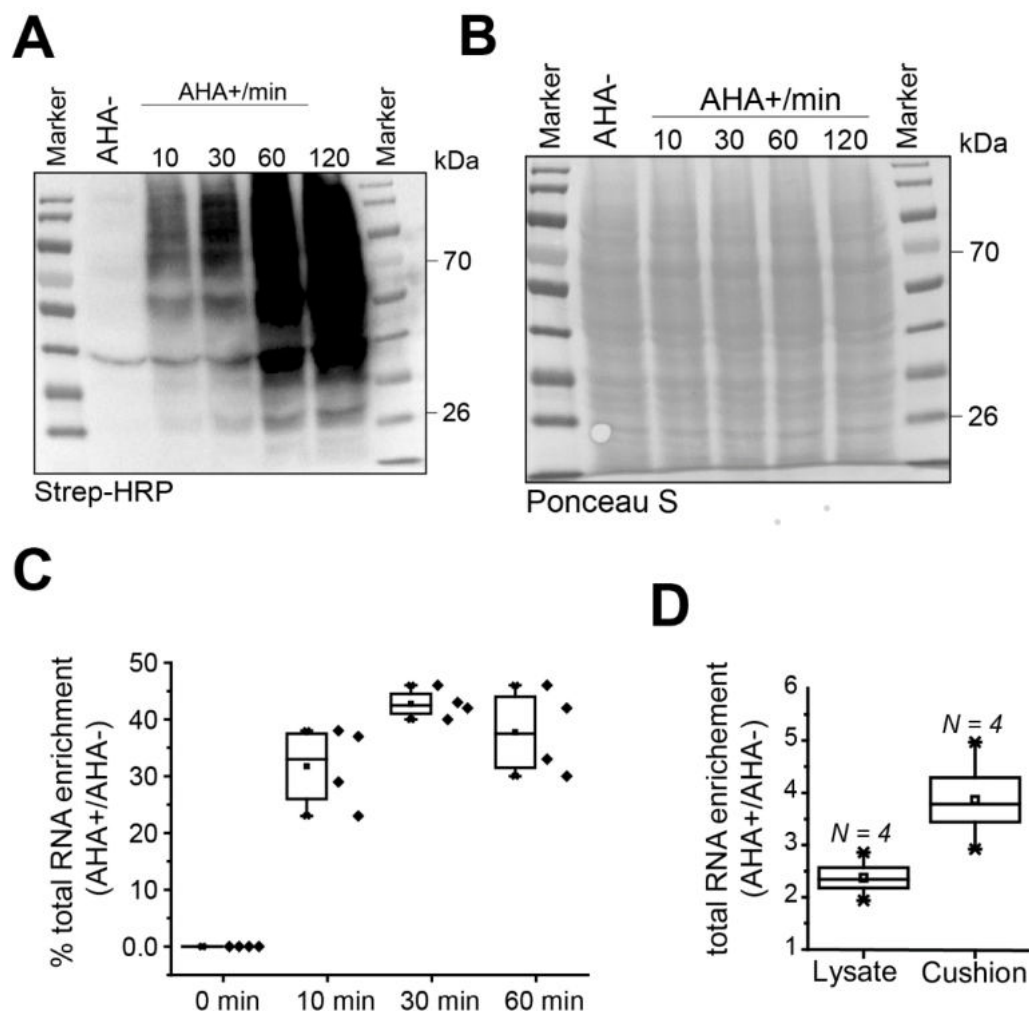 A
Marker
AHA-
AHA+/min
10 30 60 120
Marker
kDa
70
26
Strep-HRP
B
Marker
AHA-
AHA+/min
10 30 60 120
Marker
kDa
70
26
Ponceau S
C
% total RNA enrichment
(AHA+/AHA-)
50
40
30
20
10
0.0
0 min 10 min 30 min 60 min
D
total RNA enrichement
(AHA+/AHA-)
6
5
4
3
2
1
N = 4
N = 4
Lysate Cushion